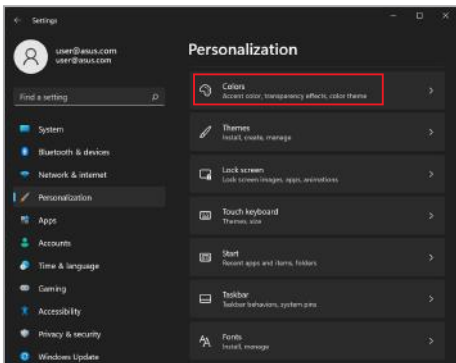 Settings
user@asus.com
user@asus.com
Find a setting
System
Bluetooth & devices
Network & internet
Personalization
Apps
Accounts
Time & language
Gaming
Accessibility
Privacy & security
Windows Update
Personalization
Colors
Accent color, transparency effects, color theme
Themes
Install, create, manage
Lock screen
Lock screen images, apps, animations
Touch keyboard
Themes, size
Start
Recent apps and items, folders
Taskbar
Taskbar behaviors, system pins
Fonts
Install, manage